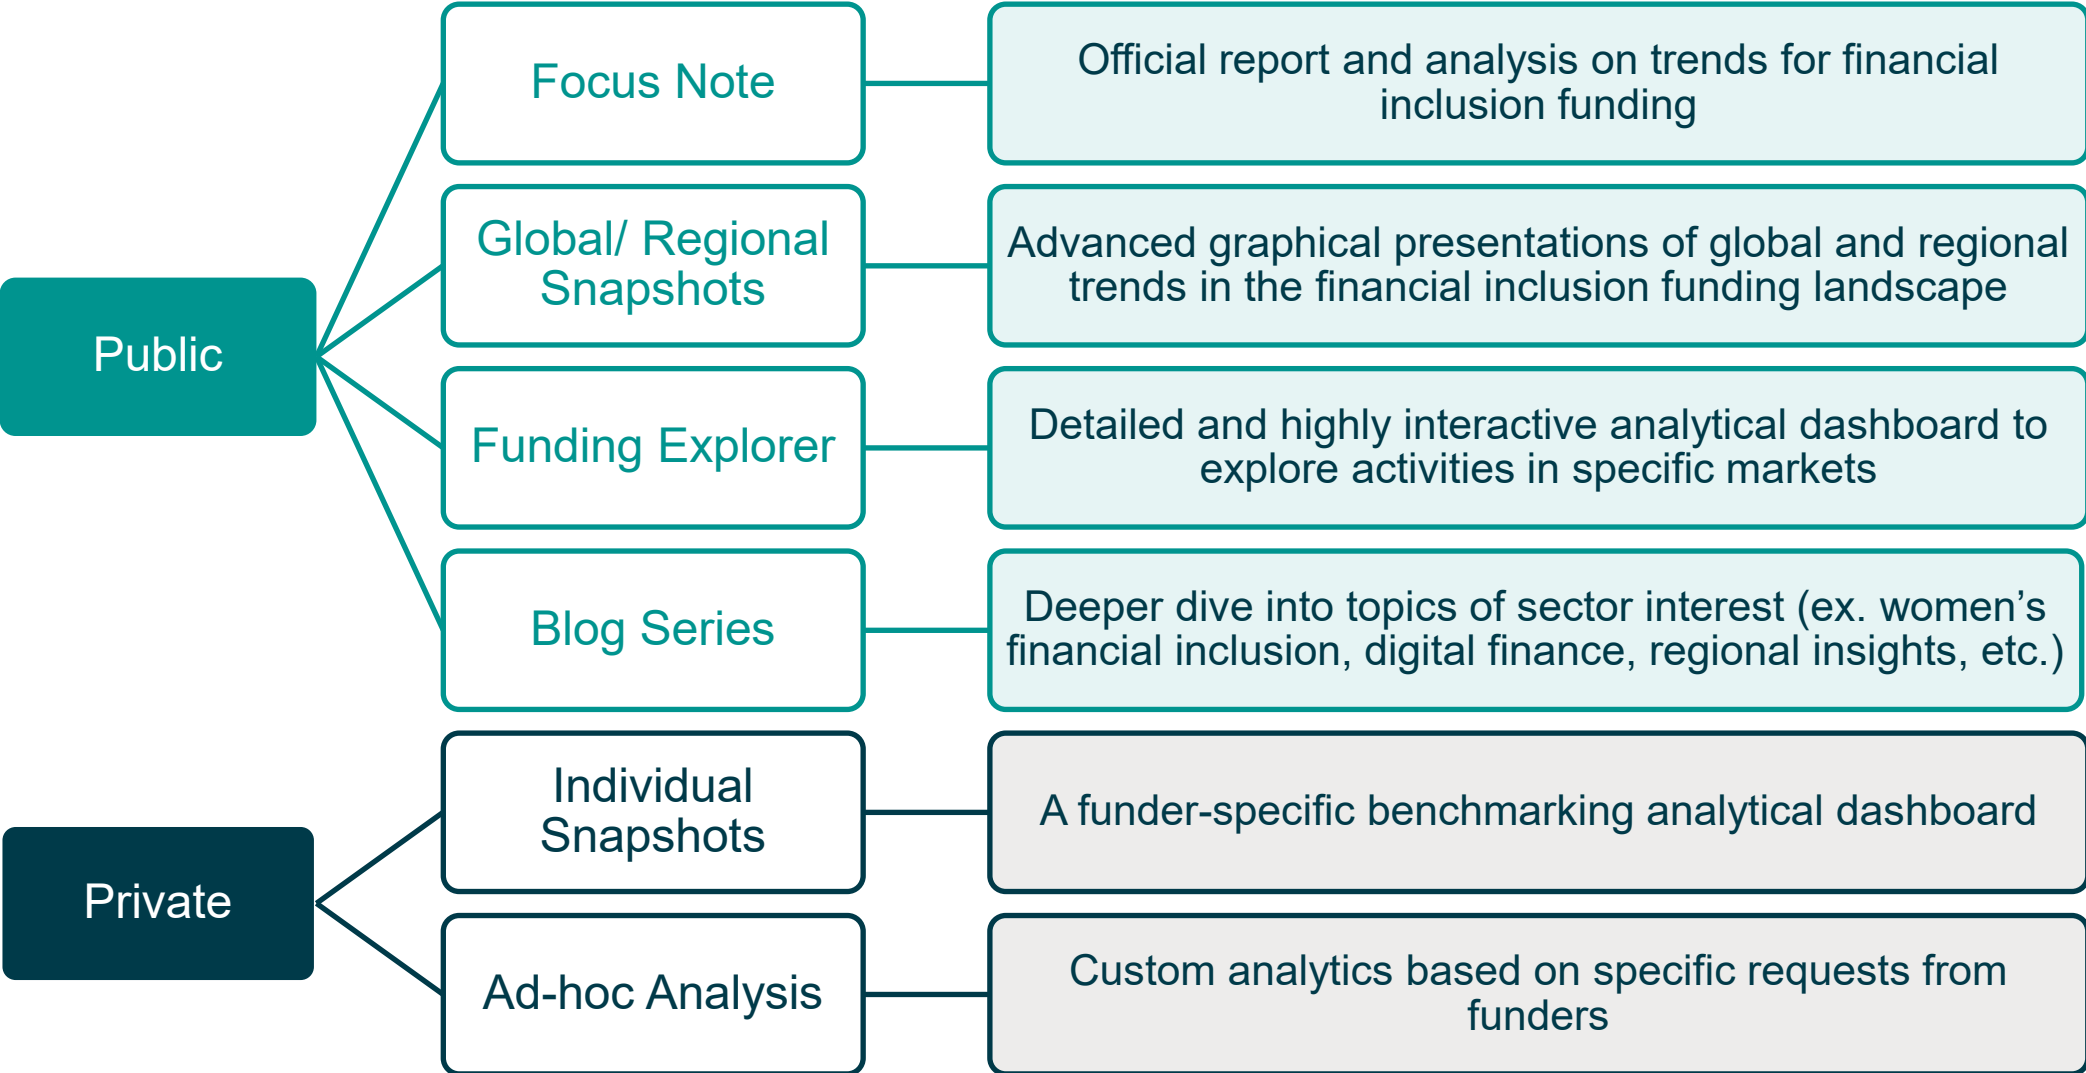 Focus Note
Official report and analysis on trends for financial
inclusion funding
Global/ Regional
Snapshots
Advanced graphical presentations of global and regional
trends in the financial inclusion funding landscape
Public
Funding Explorer
Detailed and highly interactive analytical dashboard to
explore activities in specific markets
Blog Series
Deeper dive into topics of sector interest (ex. women’s
financial inclusion, digital finance, regional insights, etc.)
Private
Individual
Snapshots
A funder-specific benchmarking analytical dashboard
Ad-hoc Analysis
Custom analytics based on specific requests from
funders